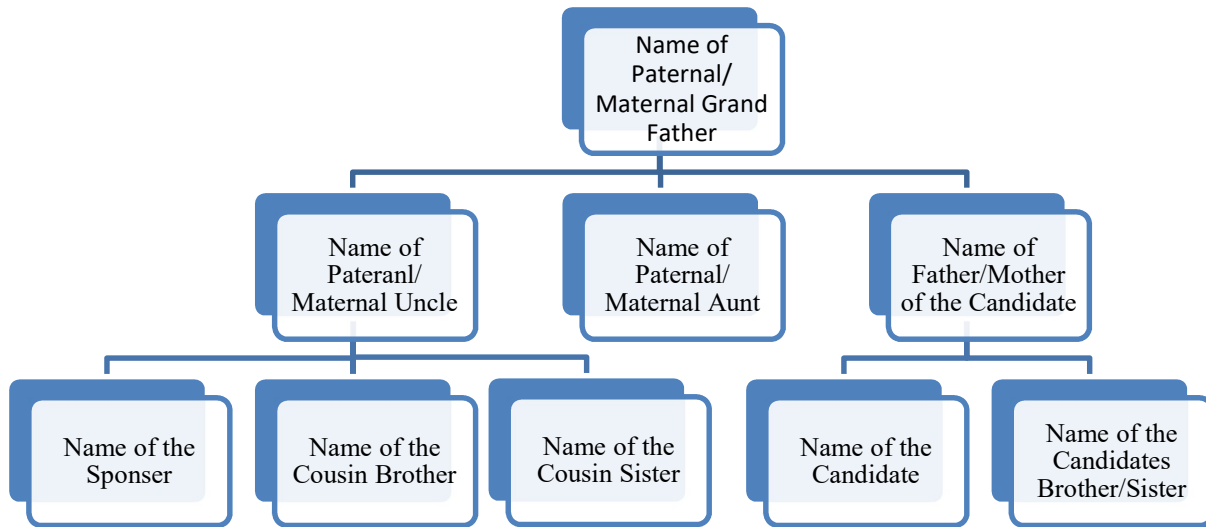 Name of
Paternal/
Maternal Grand
Father
Name of
Pateranl/
Maternal Uncle
Name of
Paternal/
Maternal Aunt
Name of
Father/Mother
of the Candidate
Name of the
Sponser
Name of the
Cousin Brother
Name of the
Cousin Sister
Name of the
Candidate
Name of the
Candidates
Brother/Sister